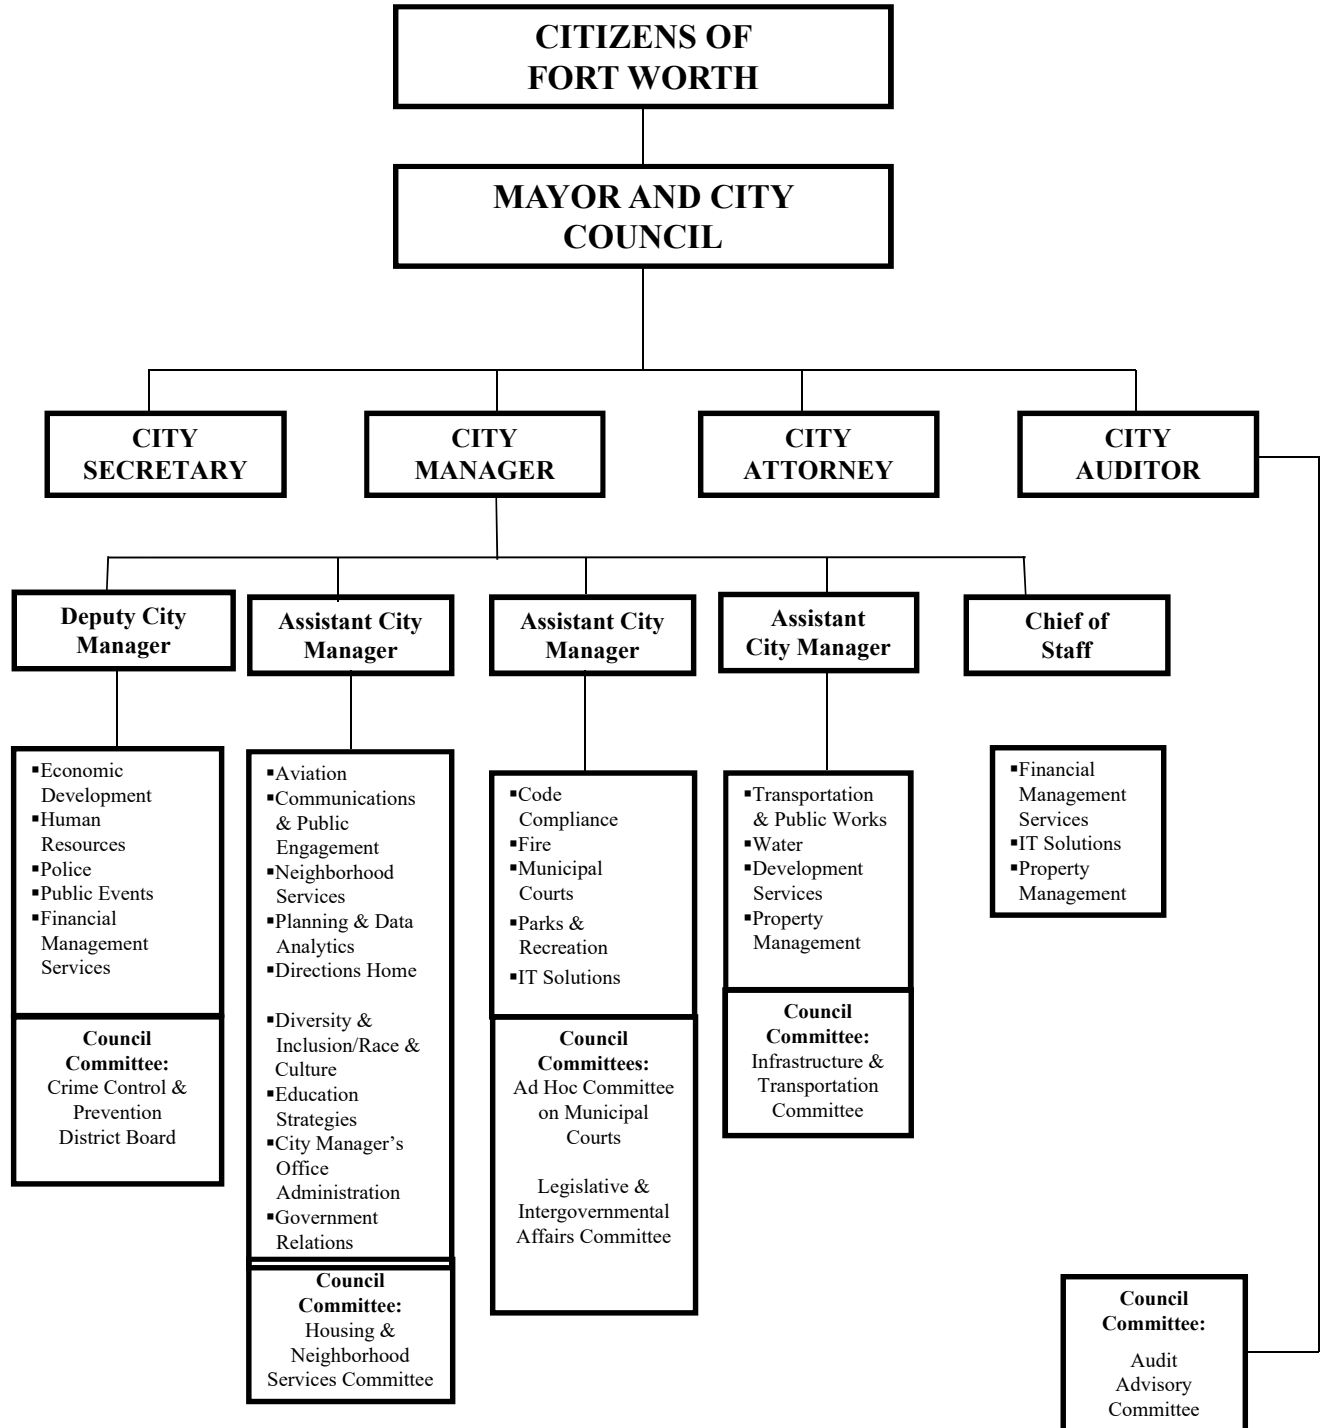 CITIZENS OF
FORT WORTH
MAYOR AND CITY
COUNCIL
CITY
SECRETARY
CITY
MANAGER
CITY
ATTORNEY
CITY
AUDITOR
Deputy City
Manager
Assistant City
Manager
Assistant City
Manager
Assistant
City Manager
Chief of
Staff
▪Economic
Development
▪Human
Resources
▪Police
▪Public Events
▪Financial
Management
Services
Council
Committee:
Crime Control &
Prevention
District Board
▪Aviation
▪Communications
& Public
Engagement
▪Neighborhood
Services
▪Planning & Data
Analytics
▪Directions Home
▪Diversity &
Inclusion/Race &
Culture
▪Education
Strategies
▪City Manager’s
Office
Administration
▪Government
Relations
Council
Committee:
Housing &
Neighborhood
Services Committee
▪Code
Compliance
▪Fire
▪Municipal
Courts
▪Parks &
Recreation
▪IT Solutions
Council
Committees:
Ad Hoc Committee
on Municipal
Courts
Legislative &
Intergovernmental
Affairs Committee
▪Transportation
& Public Works
▪Water
▪Development
Services
▪Property
Management
Council
Committee:
Infrastructure &
Transportation
Committee
▪Financial
Management
Services
▪IT Solutions
▪Property
Management
Council
Committee:
Audit
Advisory
Committee